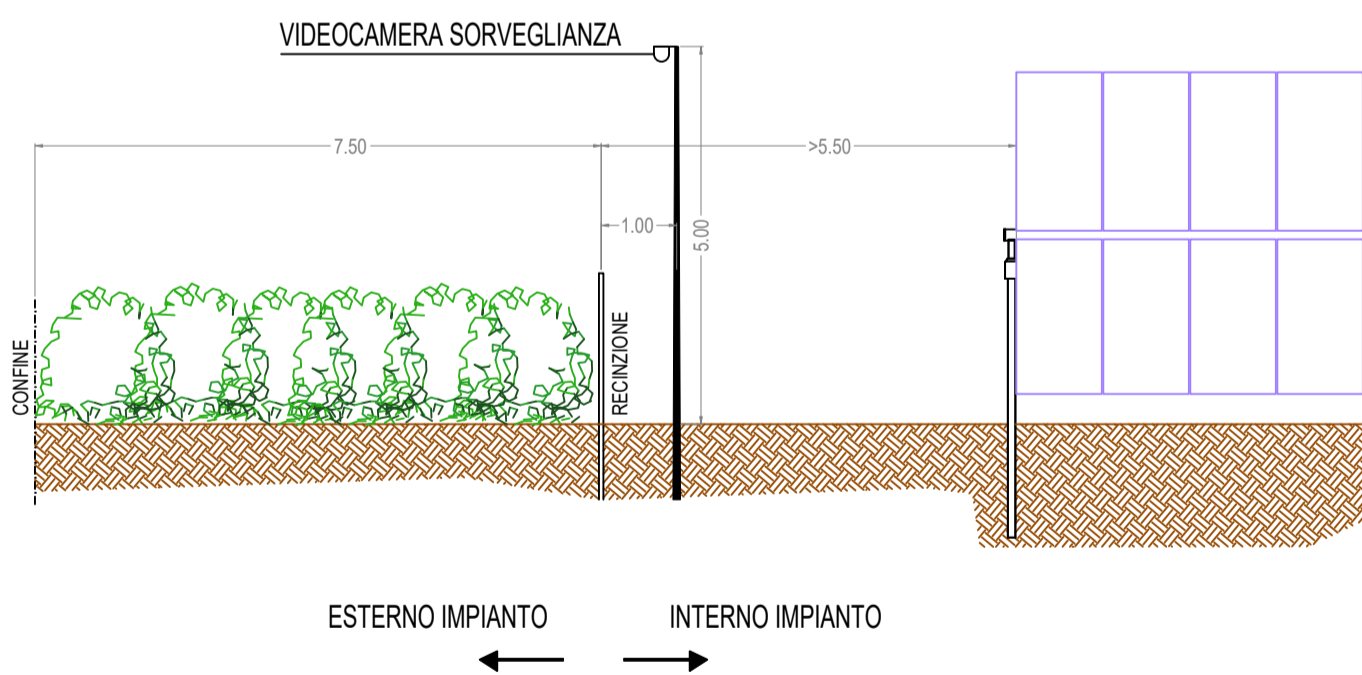 VIDEOCAMERA SORVEGLIANZA
7.50
>5.50
1.00
5.00
CONFINE
RECINZIONE
ESTERNO IMPIANTO
INTERNO IMPIANTO